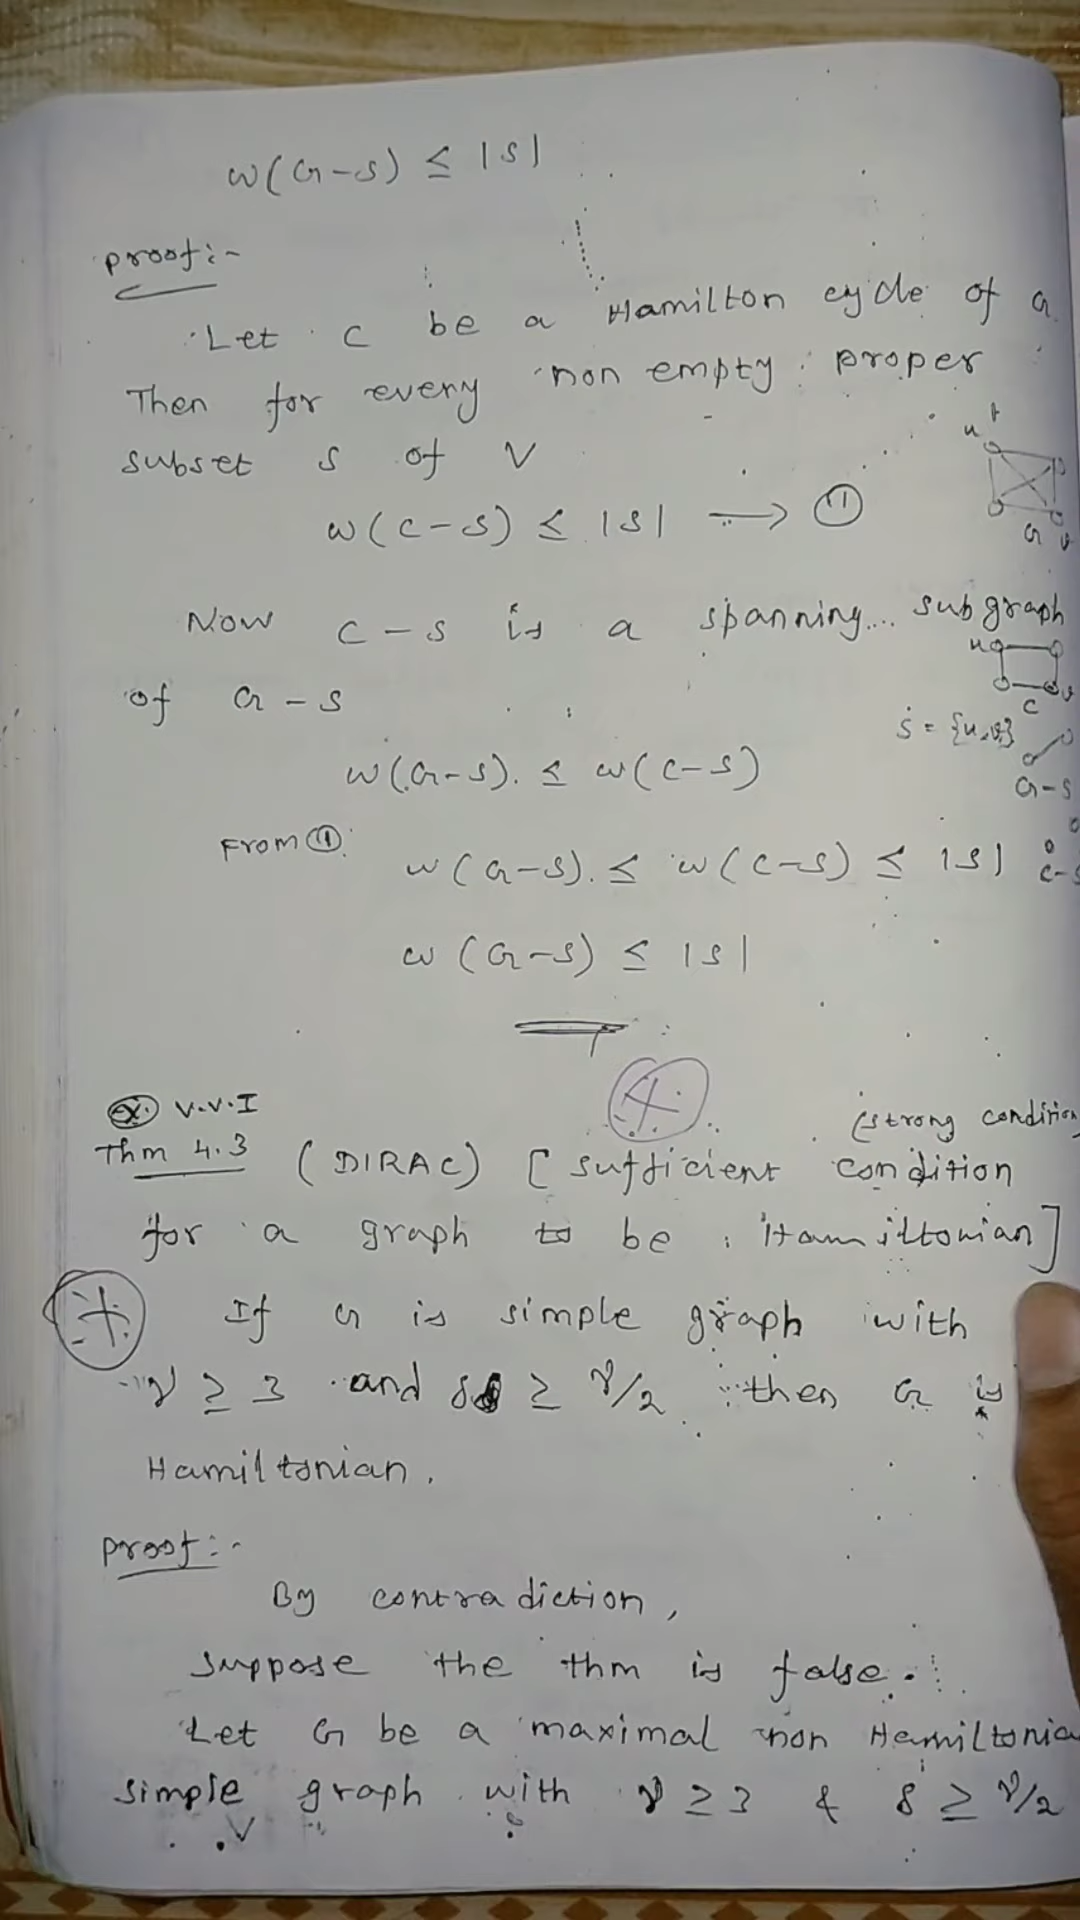 w(G-S) ≤ |S|
proof:-
Let C be a Hamilton cycle of G.
Then for every non empty proper
subset S of V
w(C-S) ≤ |S| → ①
u
G v
Now C-S is a spanning subgraph
of G-S
u
v
C
S = {u,v}
w(G-S) ≤ w(C-S)
G-S
From ①
w(G-S) ≤ w(C-S) ≤ |S|
C-S
w(G-S) ≤ |S|
V.V.I
(strong condition
Thm 4.3 (DIRAC) [sufficient condition
for a graph to be Hamiltonian]
If G is simple graph with
ν ≥ 3 and δ ≥ ν/2 then G is
Hamiltonian.
proof:-
By contradiction,
suppose the thm is false.
Let G be a maximal non Hamiltonia
simple graph with ν ≥ 3 & δ ≥ ν/2